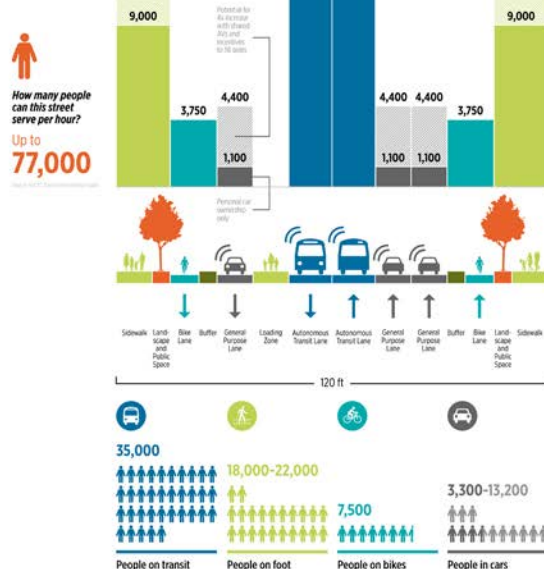 9,000
9,000
Potential for
4x increase
with shared
AVs and
incentives
to fill seats
How many people
can this street
serve per hour?
Up to
77,000
3,750
4,400
4,400
4,400
3,750
1,100
1,100
1,100
Personal car
ownership
only
Sidewalk
Land-
scape
and
Public
Space
Bike
Lane
Buffer
General
Purpose
Lane
Loading
Zone
Autonomous
Transit Lane
Autonomous
Transit Lane
General
Purpose
Lane
General
Purpose
Lane
Buffer
Bike
Lane
Land-
scape
and
Public
Space
Sidewalk
120 ft
35,000
18,000-22,000
7,500
3,300-13,200
People on transit
People on foot
People on bikes
People in cars